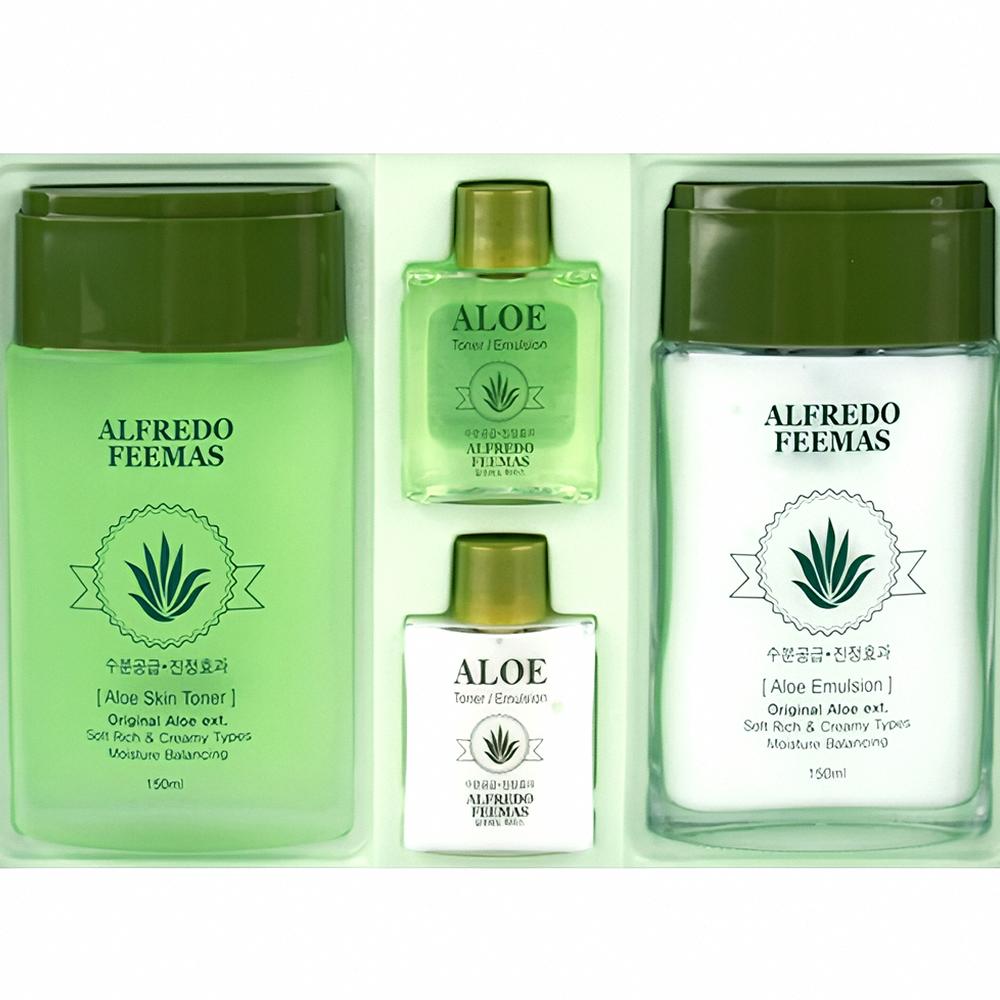 ALFREDO
FEEMAS
수분공급•진정효과
[ Aloe Skin Toner ]
Original Aloe ext.
Soft Rich & Creamy Types
Moisture Balancing
150ml
ALOE
Toner / Emulsion
ALFREDO
FEEMAS
ALOE
Toner / Emulsion
ALFREDO
FEEMAS
ALFREDO
FEEMAS
수분공급•진정효과
[ Aloe Emulsion ]
Original Aloe ext.
Soft Rich & Creamy Types
Moisture Balancing
150ml